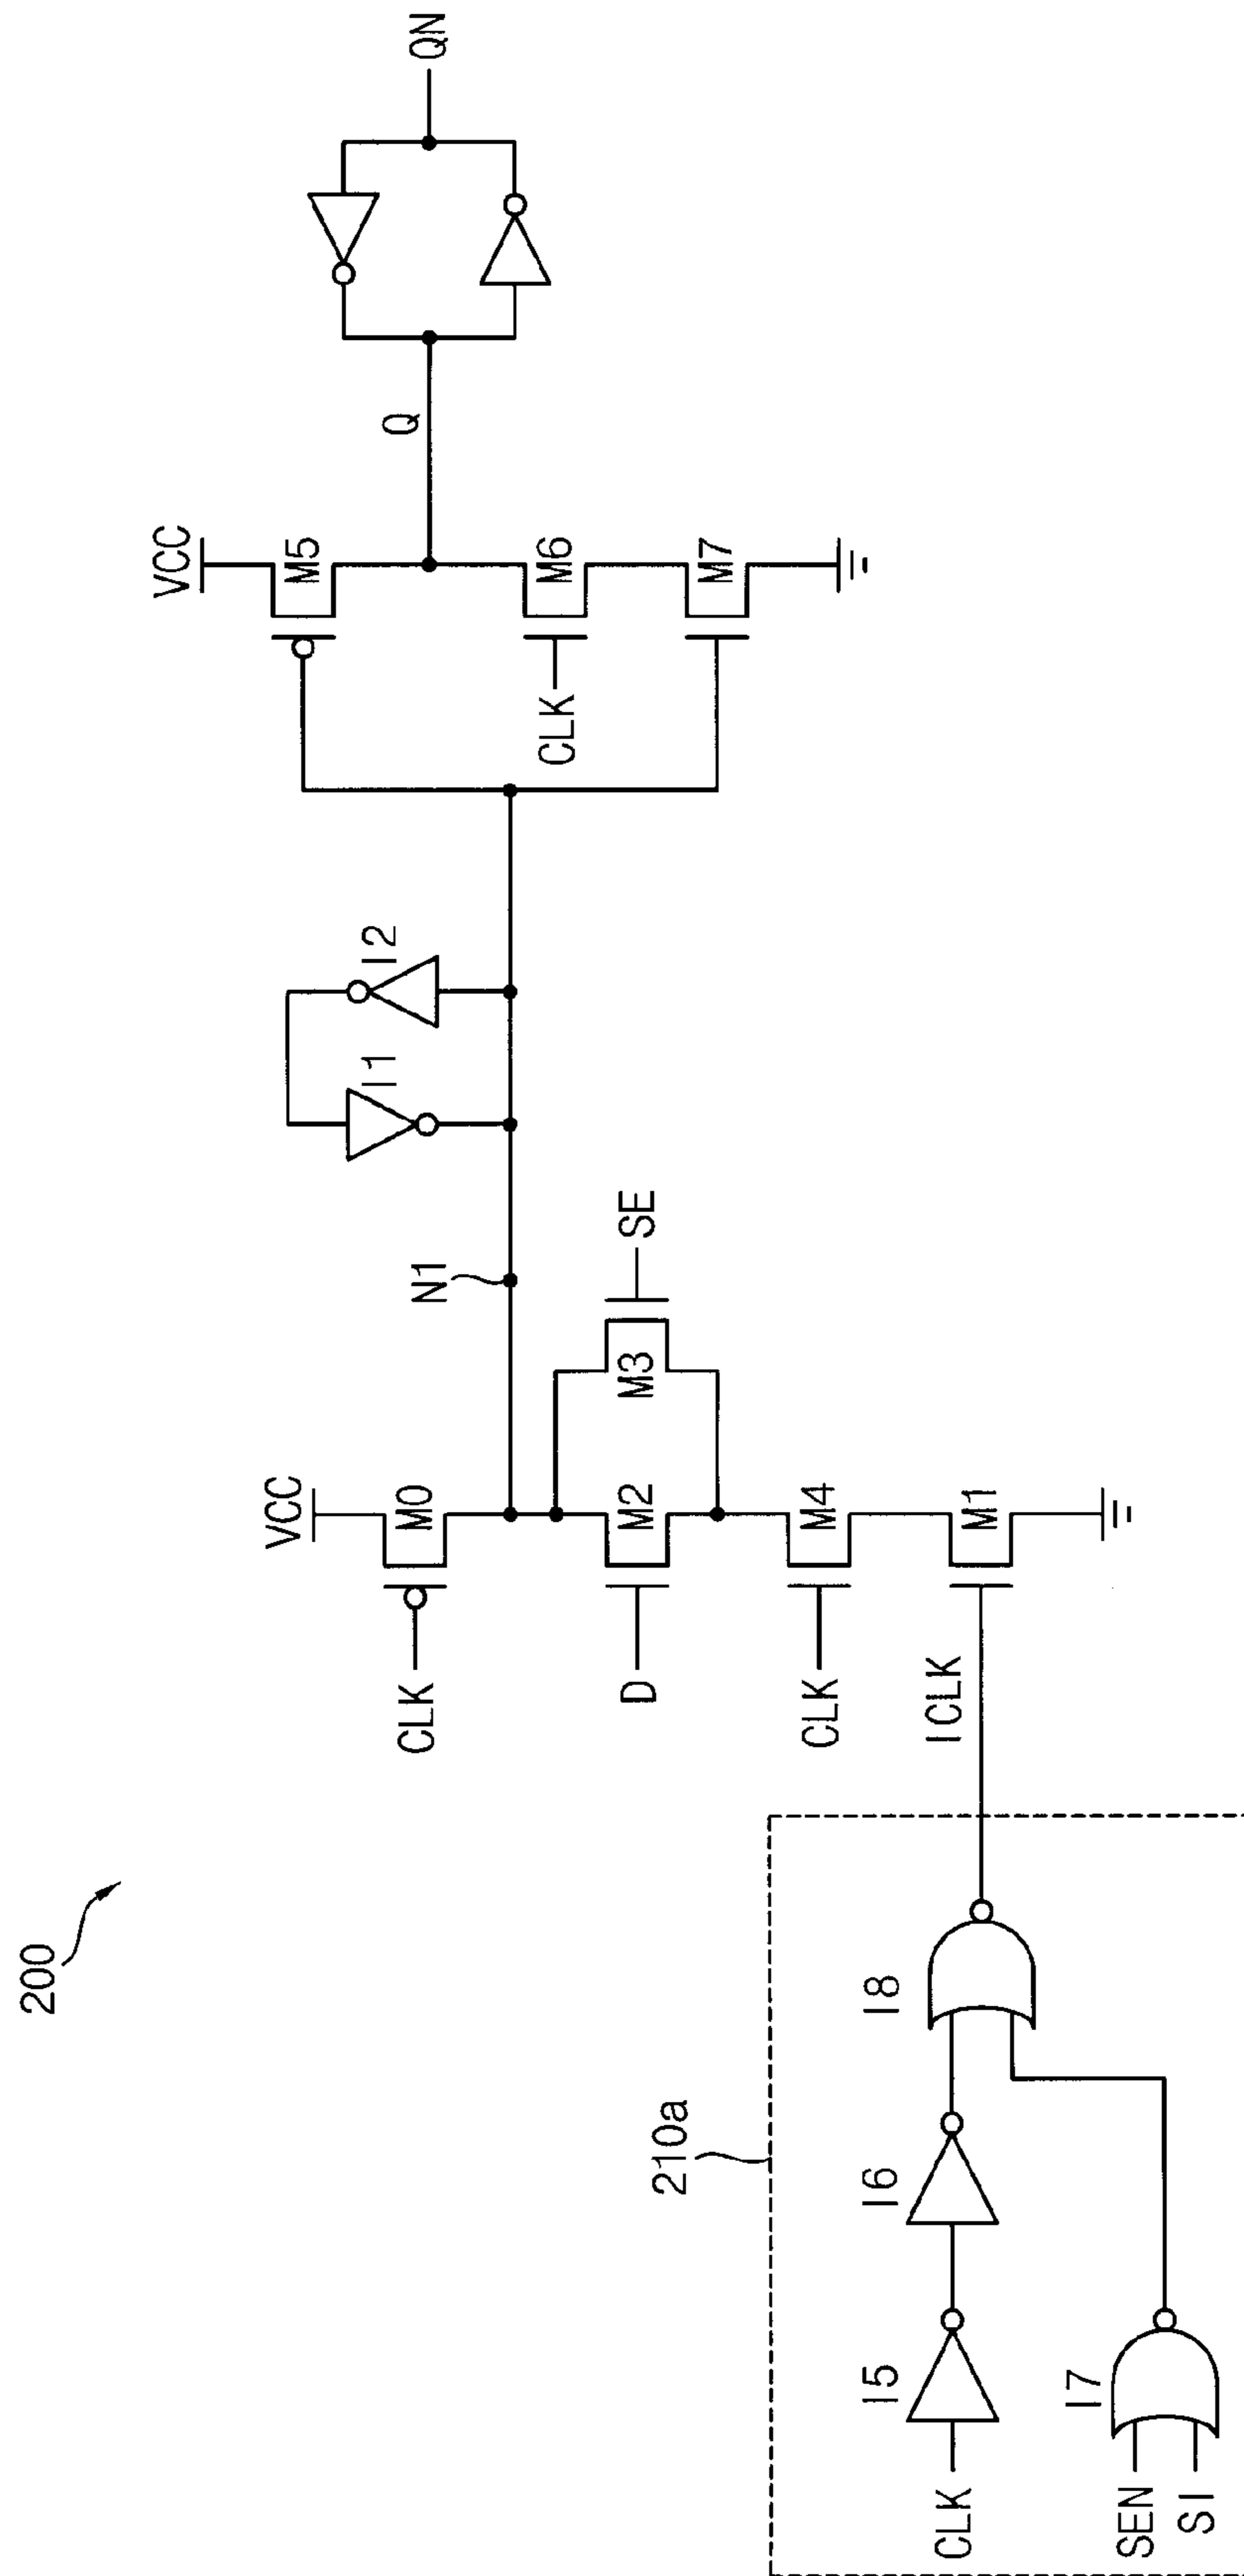 200
VCC
CLK
M0
N1
I1
I2
D
M2
M3
SE
CLK
M4
ICLK
M1
VCC
M5
Q
QN
CLK
M6
M7
210a
CLK
I5
I6
I8
SEN
SI
I7